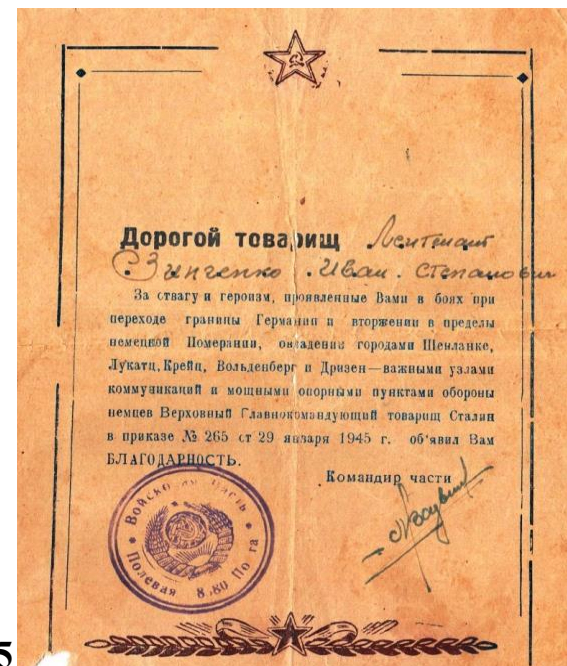 Дорогой товарищ Лейтенант
Зинченко Иван Степанович
За отвагу и героизм, проявленные Вами в боях при
переходе границы Германии и вторжении в пределы
немецкой Померании, овладение городами Шенланке,
Лукатц, Крейц, Вольденберг и Дризен—важными узлами
коммуникаций и мощными опорными пунктами обороны
немцев Верховный Главнокомандующий товарищ Сталин
в приказе № 265 от 29 января 1945 г. об'явил Вам
БЛАГОДАРНОСТЬ.
Командир части
Войсковая часть
Полевая
5